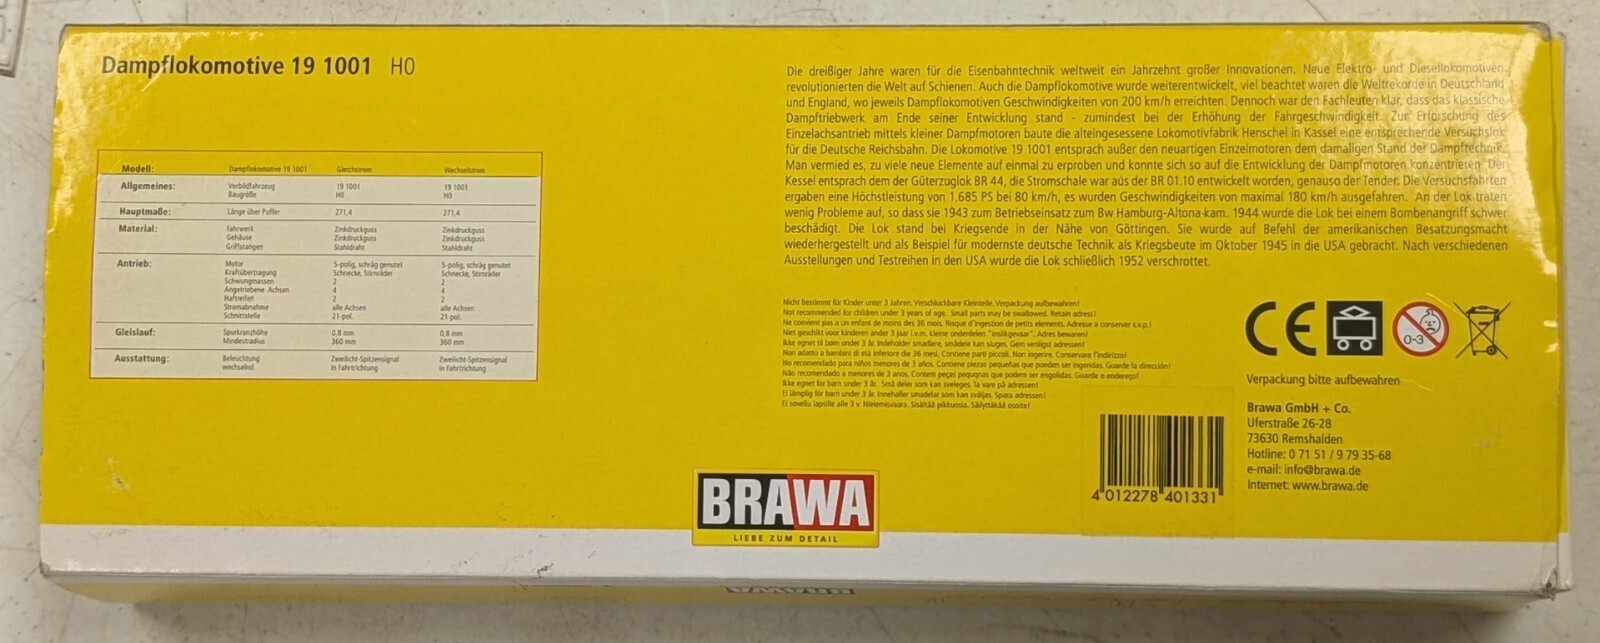 Dampflokomotive 19 1001 H0
Modell: Dampflokomotive 19 1001 Gleichstrom Wechselstrom
Allgemeines: Vorbildfahrzeug 19 1001 19 1001
Baugröße H0 H0
Hauptmaße: Länge über Puffer 271,4 271,4
Material: Fahrwerk Zinkdruckguss Zinkdruckguss
Gehäuse Zinkdruckguss Zinkdruckguss
Griffstangen Stahldraht Stahldraht
Antrieb: Motor 5-polig, schräg genutet 5-polig, schräg genutet
Kraftübertragung Schnecke, Stirnräder Schnecke, Stirnräder
Schwungmassen 2 2
Angetriebene Achsen 4 4
Haftreifen 2 2
Stromabnahme alle Achsen alle Achsen
Schnittstelle 21-pol. 21-pol.
Gleislauf: Spurkranzhöhe 0,8 mm 0,8 mm
Mindestradius 360 mm 360 mm
Ausstattung: Beleuchtung Zweilicht-Spitzensignal Zweilicht-Spitzensignal
wechselnd in Fahrtrichtung in Fahrtrichtung
Die dreißiger Jahre waren für die Eisenbahntechnik weltweit ein Jahrzehnt großer Innovationen. Neue Elektro- und Diesellokomotiven
revolutionierten die Welt auf Schienen. Auch die Dampflokomotive wurde weiterentwickelt, viel beachtet waren die Weltrekorde in Deutschland
und England, wo jeweils Dampflokomotiven Geschwindigkeiten von 200 km/h erreichten. Dennoch war den Fachleuten klar, dass das klassische
Dampftriebwerk am Ende seiner Entwicklung stand - zumindest bei der Erhöhung der Fahrgeschwindigkeit. Zur Erforschung des
Einzelachsantrieb mittels kleiner Dampfmotoren baute die alteingesessene Lokomotivfabrik Henschel in Kassel eine entsprechende Versuchslok
für die Deutsche Reichsbahn. Die Lokomotive 19 1001 entsprach außer den neuartigen Einzelmotoren dem damaligen Stand der Dampftechnik.
Man vermied es, zu viele neue Elemente auf einmal zu erproben und konnte sich so auf die Entwicklung der Dampfmotoren konzentrieren. Der
Kessel entsprach dem der Güterzuglok BR 44, die Stromschale war aus der BR 01.10 entwickelt worden, genauso der Tender. Die Versuchsfahrten
ergaben eine Höchstleistung von 1.685 PS bei 80 km/h, es wurden Geschwindigkeiten von maximal 180 km/h ausgefahren. An der Lok traten
wenig Probleme auf, so dass sie 1943 zum Betriebseinsatz zum Bw Hamburg-Altona kam. 1944 wurde die Lok bei einem Bombenangriff schwer
beschädigt. Die Lok stand bei Kriegsende in der Nähe von Göttingen. Sie wurde auf Befehl der amerikanischen Besatzungsmacht
wiederhergestellt und als Beispiel für modernste deutsche Technik als Kriegsbeute im Oktober 1945 in die USA gebracht. Nach verschiedenen
Ausstellungen und Testreihen in den USA wurde die Lok schließlich 1952 verschrottet.
Nicht bestimmt für Kinder unter 3 Jahren. Verschluckbare Kleinteile. Verpackung aufbewahren!
Not recommended for children under 3 years of age. Small parts may be swallowed. Retain adress!
Ne convient pas a un enfant de moins des 36 mois. Risque d'ingestion de petits elements. Adresse a conserver s.v.p.!
Niet geschikt voor kinderen ander 3 jaar l.v.m. kleine onderdelen "inslikgevaar". Adres bewaren!
Ikke egnet til børn under 3 år. Indeholder smadiere, smådele kan sluges. Gem venligst adressen!
Non adatto a bambini di età inferiore die 36 mesi. Contiene parti piccoli. Non ingerire. Conservare l'indirizzo!
No recomendado para niños menores de 3 años. Contiene piezas pequeñas que pueden ser ingeridas. Guarde la dirección!
Não recomendado a menores de 3 anos. Contem peças pequqnas que podem ser engolidas. Guarde o endereço!
Ikke egnet for barn under 3 år. Små deler som kan sveleges. Ta vare på adressen!
Ei lämplig för barn under 3 år. Innehaller smadelar som kan sväljas. Spara adressen!
Ei sovellu lapsille alle 3 v. Nielemisvaara. Sisältää pikkuosia. Säilyttäkää osoite!
CE
0-3
Verpackung bitte aufbewahren
Brawa GmbH + Co.
Uferstraße 26-28
73630 Remshalden
Hotline: 0 71 51 / 9 79 35-68
e-mail: info@brawa.de
Internet: www.brawa.de
4 012278 401331
BRAWA
LIEBE ZUM DETAIL
BRAWA